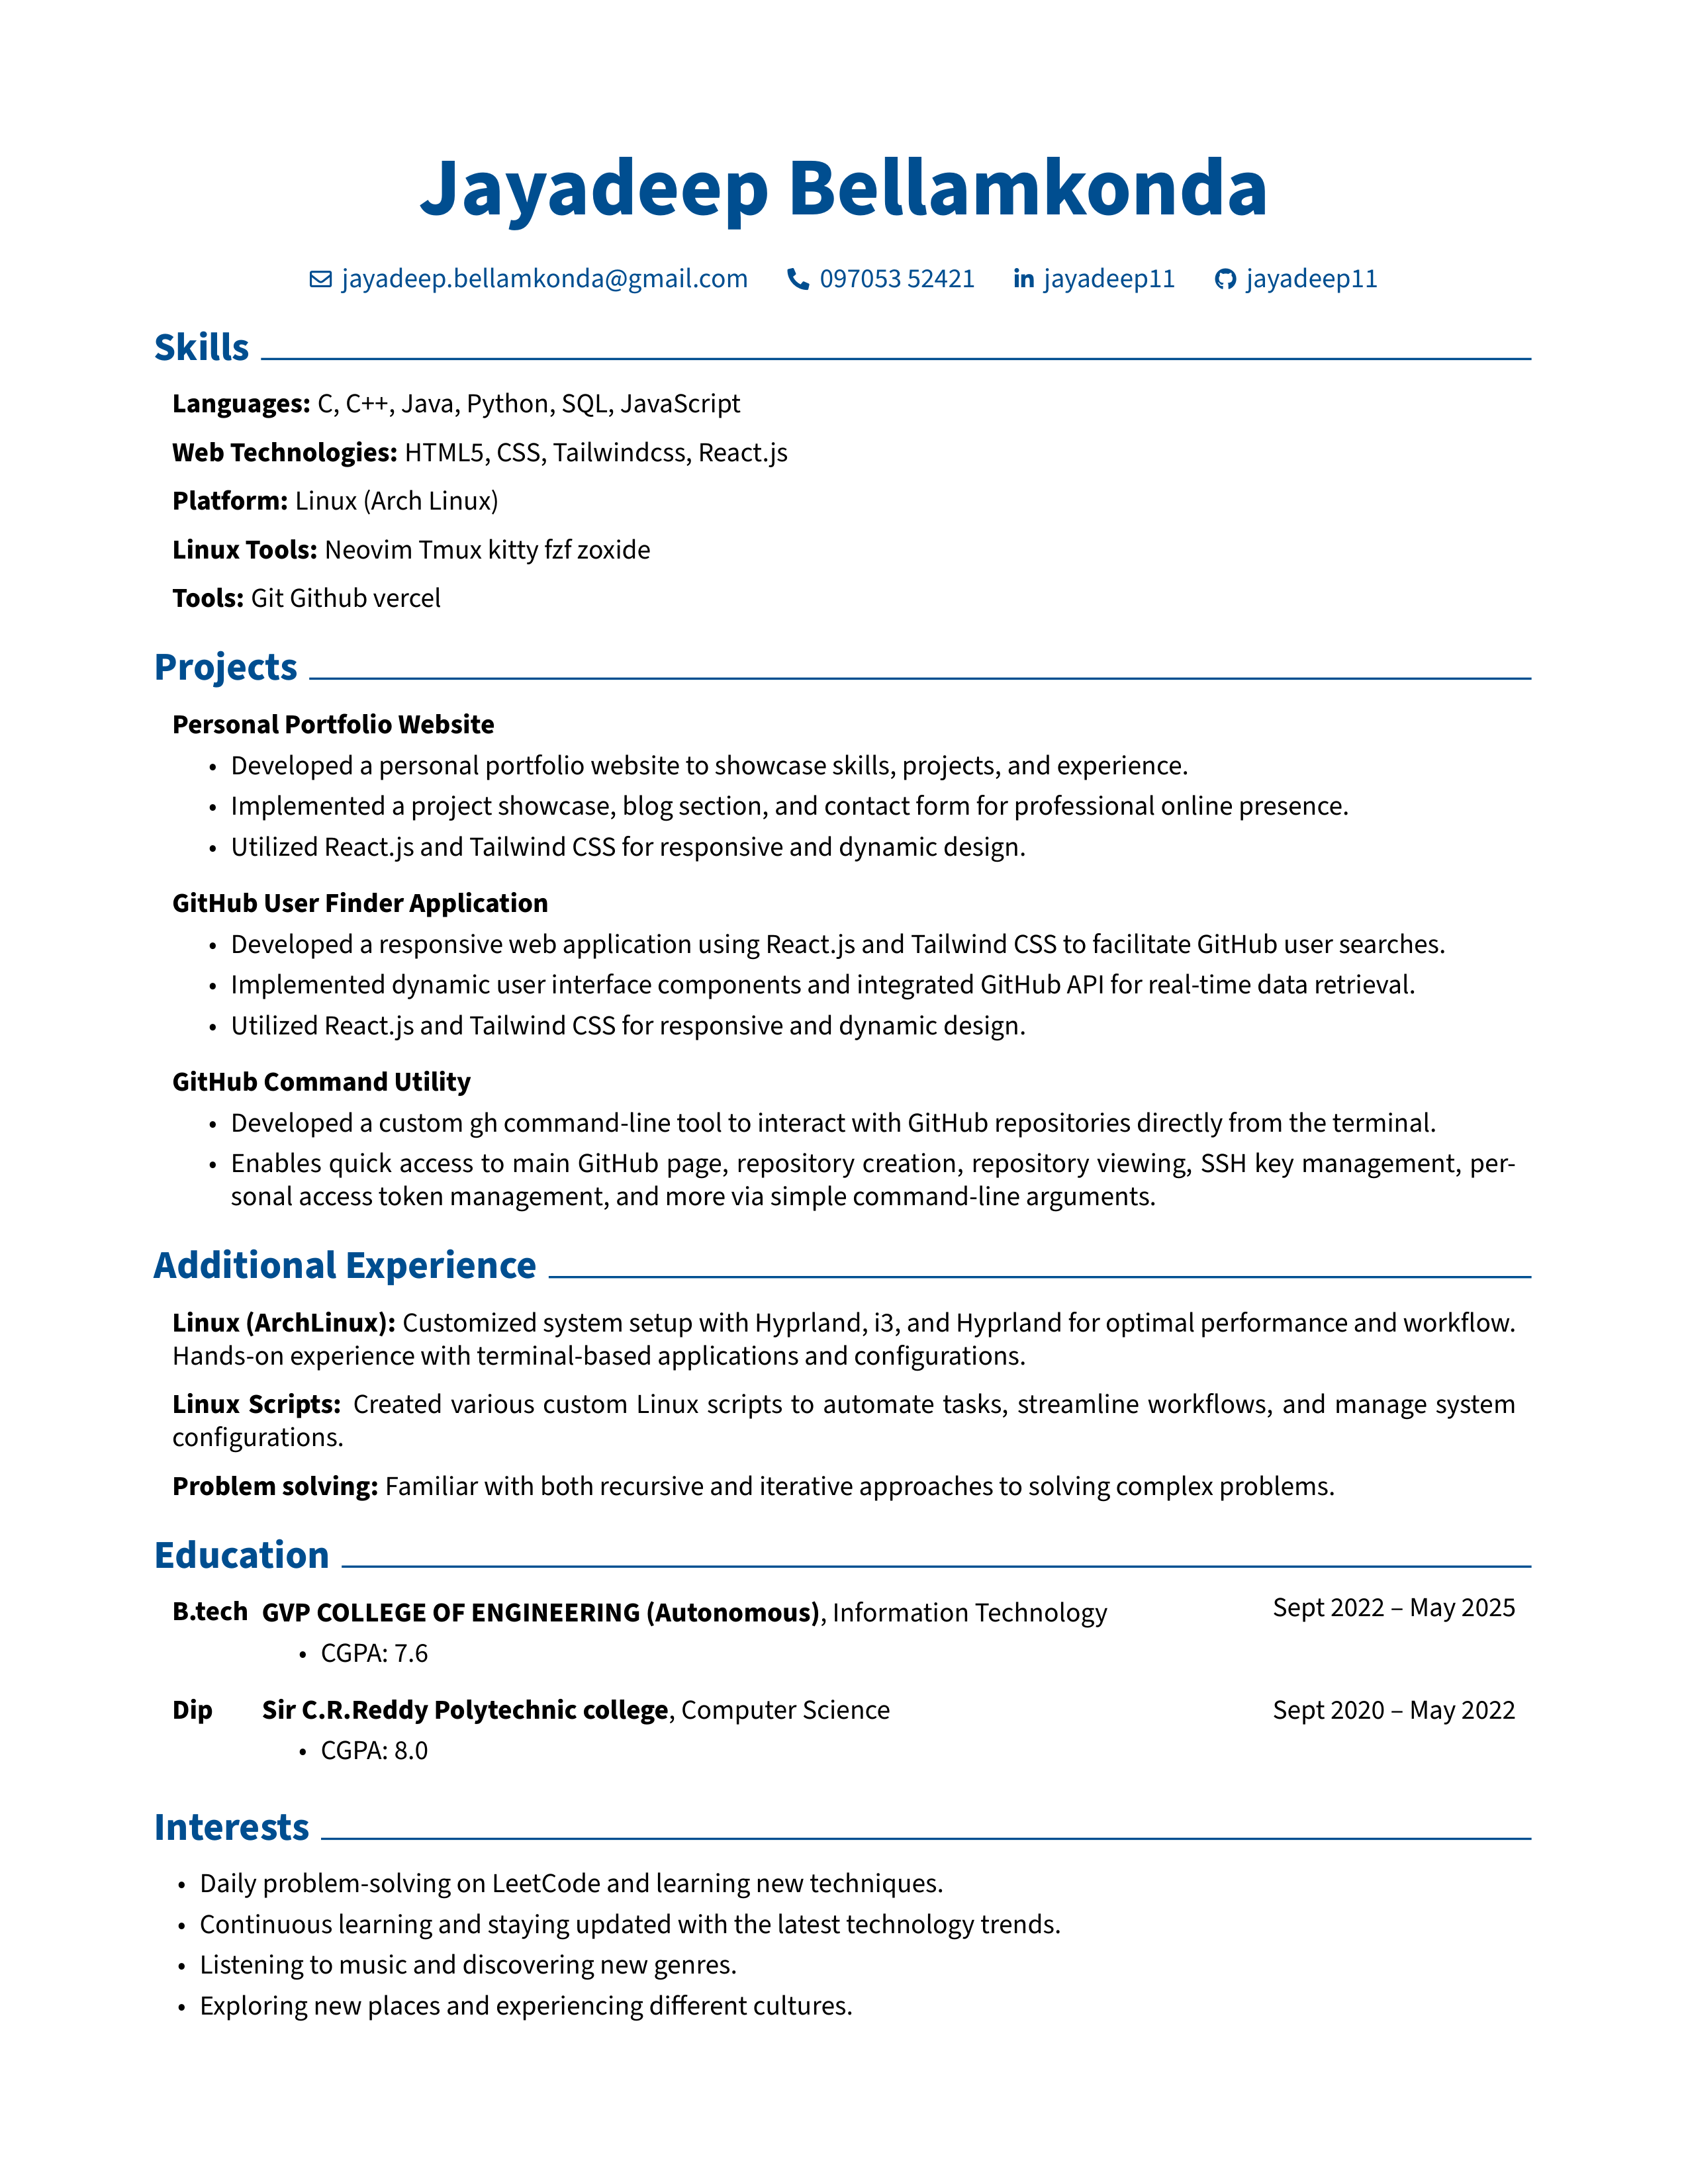 Jayadeep Bellamkonda
jayadeep.bellamkonda@gmail.com 097053 52421 jayadeep11 jayadeep11
Skills
Languages: C, C++, Java, Python, SQL, JavaScript
Web Technologies: HTML5, CSS, Tailwindcss, React.js
Platform: Linux (Arch Linux)
Linux Tools: Neovim Tmux kitty fzf zoxide
Tools: Git Github vercel
Projects
Personal Portfolio Website
• Developed a personal portfolio website to showcase skills, projects, and experience.
• Implemented a project showcase, blog section, and contact form for professional online presence.
• Utilized React.js and Tailwind CSS for responsive and dynamic design.
GitHub User Finder Application
• Developed a responsive web application using React.js and Tailwind CSS to facilitate GitHub user searches.
• Implemented dynamic user interface components and integrated GitHub API for real-time data retrieval.
• Utilized React.js and Tailwind CSS for responsive and dynamic design.
GitHub Command Utility
• Developed a custom gh command-line tool to interact with GitHub repositories directly from the terminal.
• Enables quick access to main GitHub page, repository creation, repository viewing, SSH key management, per-
sonal access token management, and more via simple command-line arguments.
Additional Experience
Linux (ArchLinux): Customized system setup with Hyprland, i3, and Hyprland for optimal performance and workflow.
Hands-on experience with terminal-based applications and configurations.
Linux Scripts: Created various custom Linux scripts to automate tasks, streamline workflows, and manage system
configurations.
Problem solving: Familiar with both recursive and iterative approaches to solving complex problems.
Education
B.tech GVP COLLEGE OF ENGINEERING (Autonomous), Information Technology Sept 2022 – May 2025
• CGPA: 7.6
Dip Sir C.R.Reddy Polytechnic college, Computer Science Sept 2020 – May 2022
• CGPA: 8.0
Interests
• Daily problem-solving on LeetCode and learning new techniques.
• Continuous learning and staying updated with the latest technology trends.
• Listening to music and discovering new genres.
• Exploring new places and experiencing different cultures.